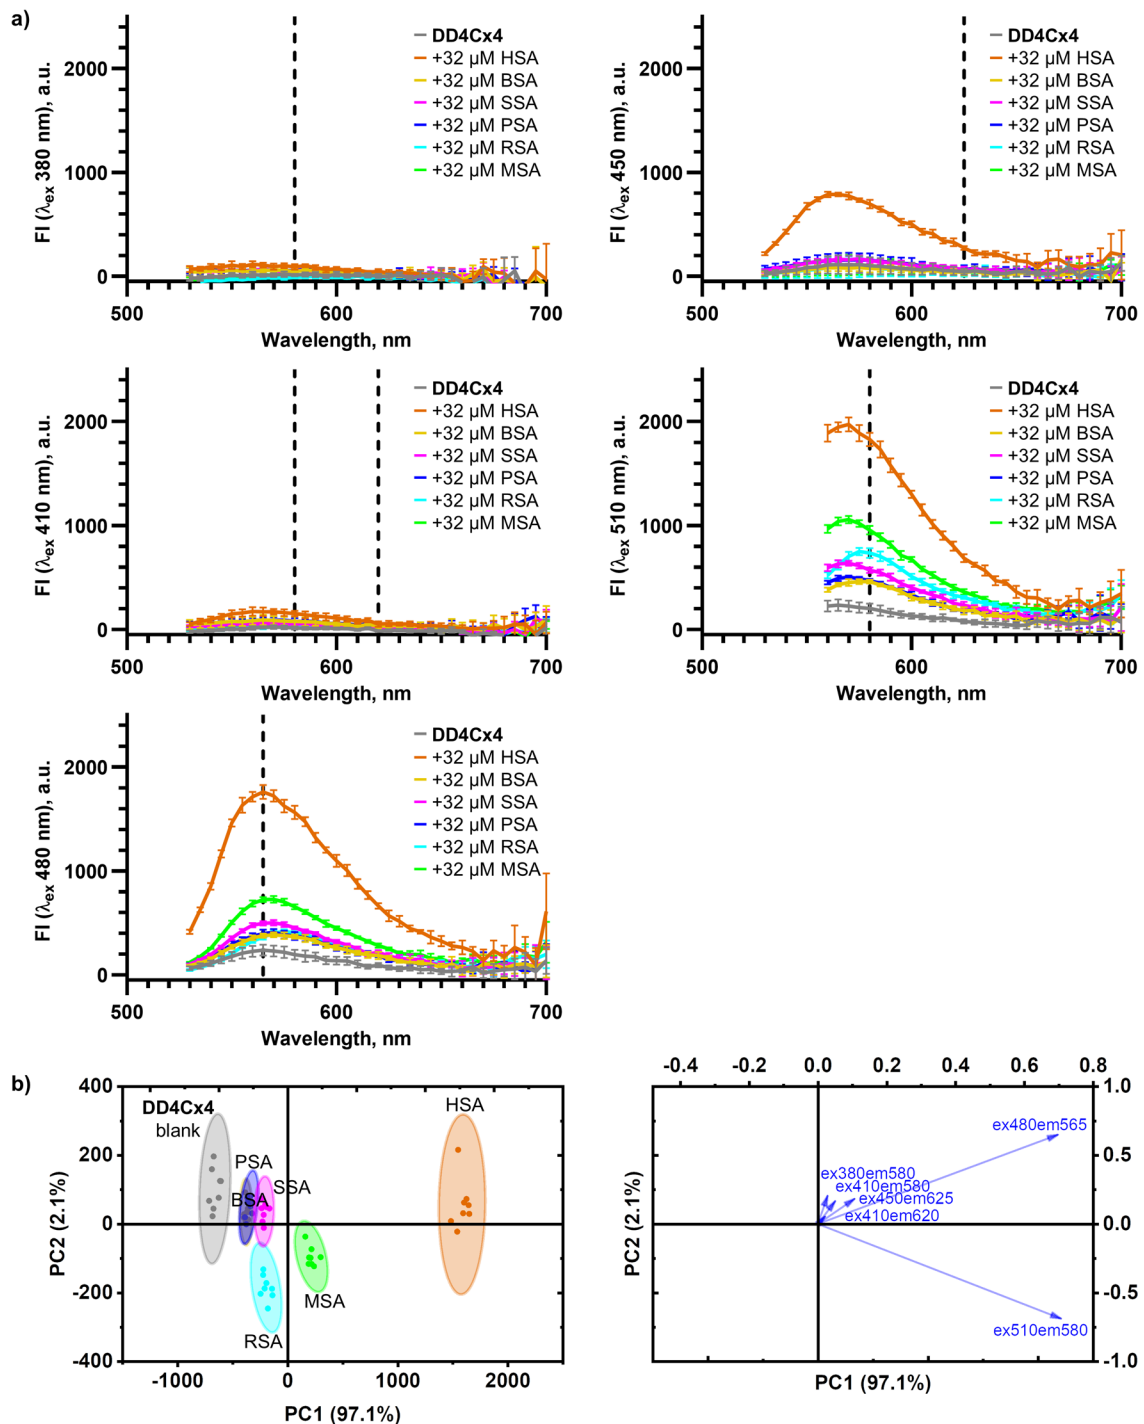 a)
FI (λex 380 nm), a.u.
2000
1000
0
500
600
700
Wavelength, nm
DD4Cx4
+32 µM HSA
+32 µM BSA
+32 µM SSA
+32 µM PSA
+32 µM RSA
+32 µM MSA
FI (λex 450 nm), a.u.
2000
1000
0
500
600
700
Wavelength, nm
DD4Cx4
+32 µM HSA
+32 µM BSA
+32 µM SSA
+32 µM PSA
+32 µM RSA
+32 µM MSA
FI (λex 410 nm), a.u.
2000
1000
0
500
600
700
Wavelength, nm
DD4Cx4
+32 µM HSA
+32 µM BSA
+32 µM SSA
+32 µM PSA
+32 µM RSA
+32 µM MSA
FI (λex 510 nm), a.u.
2000
1000
0
500
600
700
Wavelength, nm
DD4Cx4
+32 µM HSA
+32 µM BSA
+32 µM SSA
+32 µM PSA
+32 µM RSA
+32 µM MSA
FI (λex 480 nm), a.u.
2000
1000
0
500
600
700
Wavelength, nm
DD4Cx4
+32 µM HSA
+32 µM BSA
+32 µM SSA
+32 µM PSA
+32 µM RSA
+32 µM MSA
b)
PC2 (2.1%)
400
200
0
-200
-400
-1000
0
1000
2000
PC1 (97.1%)
DD4Cx4
blank
PSA
BSA
SSA
RSA
MSA
HSA
-0.4
-0.2
0.0
0.2
0.4
0.6
0.8
1.0
0.5
0.0
-0.5
-1.0
PC2 (2.1%)
PC1 (97.1%)
ex480em565
ex380em580
ex410em580
ex450em625
ex410em620
ex510em580